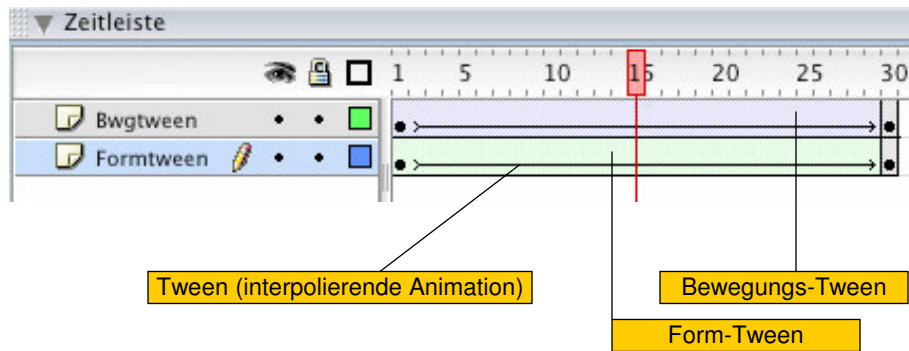 Zeitleiste
1 5 10 15 20 25 30
Bwgtween
Formtween
Tween (interpolierende Animation)
Bewegungs-Tween
Form-Tween